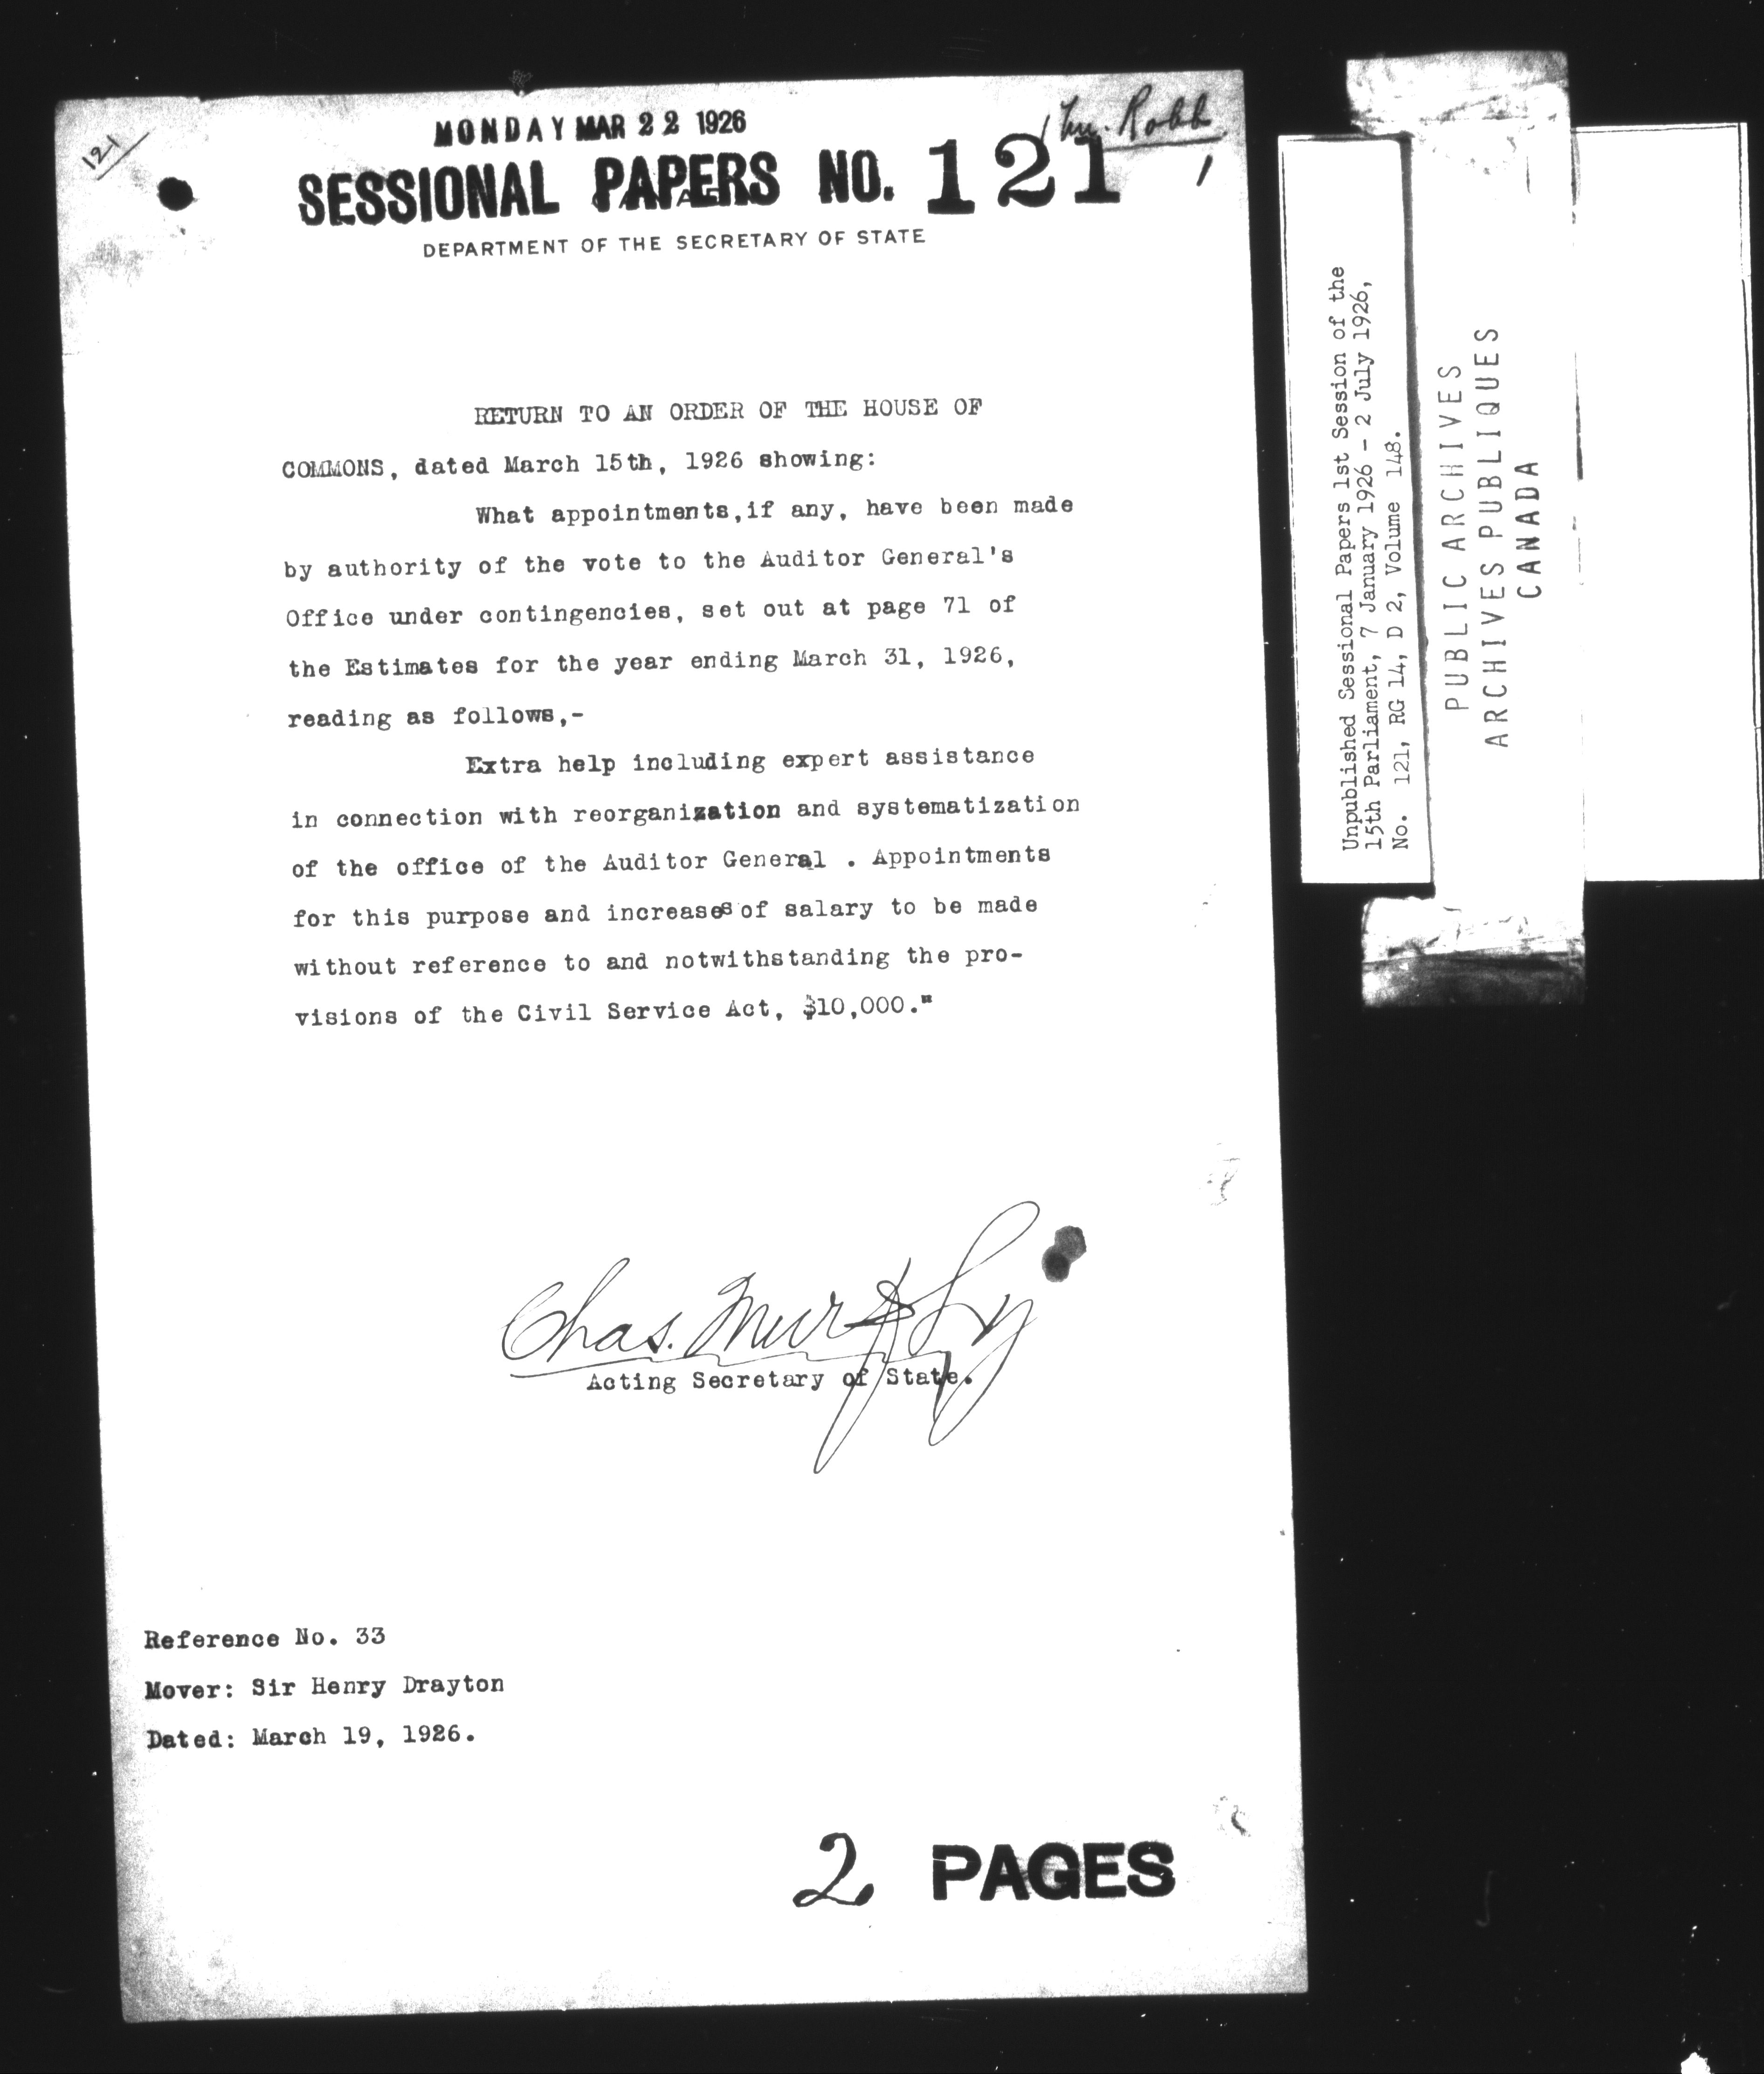 121
MONDAY MAR 22 1926
Mr. Robb
SESSIONAL PAPERS NO. 121
1
DEPARTMENT OF THE SECRETARY OF STATE
RETURN TO AN ORDER OF THE HOUSE OF
COMMONS, dated March 15th, 1926 showing:
What appointments,if any, have been made
by authority of the vote to the Auditor General's
Office under contingencies, set out at page 71 of
the Estimates for the year ending March 31, 1926,
reading as follows,-
Extra help including expert assistance
in connection with reorganization and systematization
of the office of the Auditor General . Appointments
for this purpose and increases of salary to be made
without reference to and notwithstanding the pro-
visions of the Civil Service Act, $10,000."
Chas. Murphy
Acting Secretary of State.
Reference No. 33
Mover: Sir Henry Drayton
Dated: March 19, 1926.
2 PAGES
Unpublished Sessional Papers 1st Session of the
15th Parliament, 7 January 1926 - 2 July 1926,
No. 121, RG 14, D 2, Volume 148.
PUBLIC ARCHIVES
ARCHIVES PUBLIQUES
CANADA